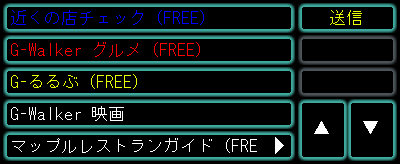 近くの店チェック (FREE)
送信
G-Walker グルメ (FREE)
G-るるぶ (FREE)
G-Walker 映画
マップルレストランガイド (FRE